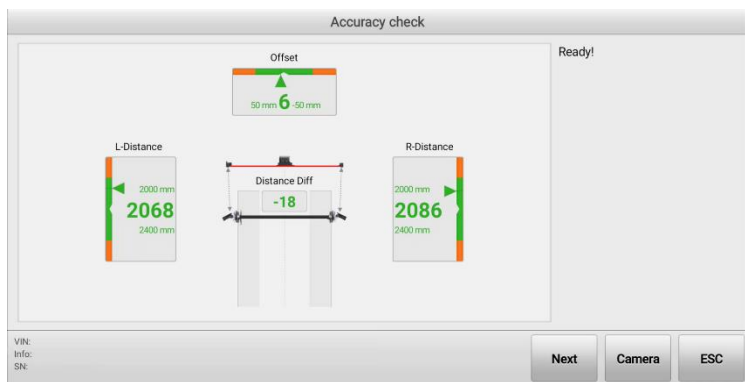 Accuracy check
Offset
50 mm 6 -50 mm
Ready!
L-Distance
2000 mm
2068
2400 mm
Distance Diff
-18
R-Distance
2000 mm
2086
2400 mm
VIN:
Info:
SN:
Next
Camera
ESC